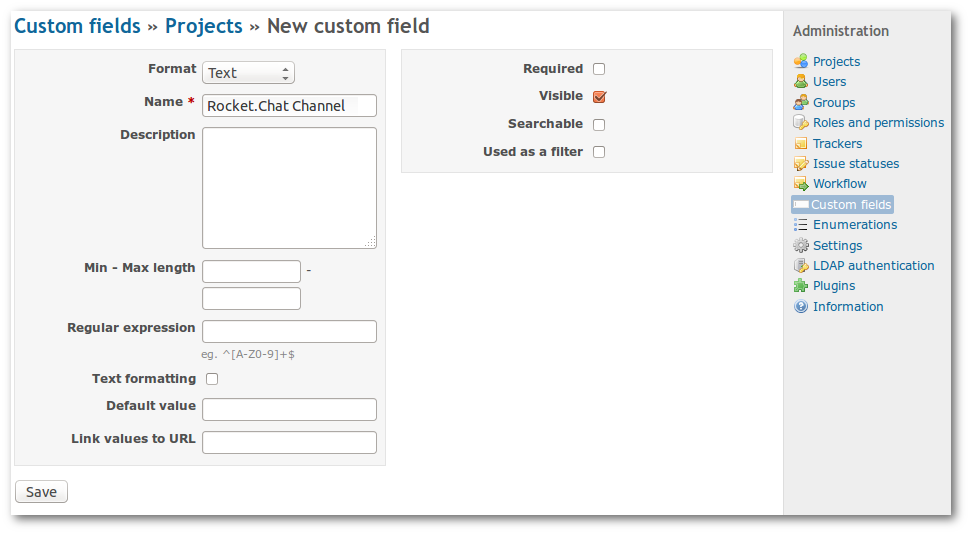 Custom fields » Projects » New custom field
Format Text
Name * Rocket.Chat Channel
Description
Min – Max length -
Regular expression
eg. ^[A-Z0-9]+$
Text formatting
Default value
Link values to URL
Save
Required
Visible
Searchable
Used as a filter
Administration
Projects
Users
Groups
Roles and permissions
Trackers
Issue statuses
Workflow
Custom fields
Enumerations
Settings
LDAP authentication
Plugins
Information